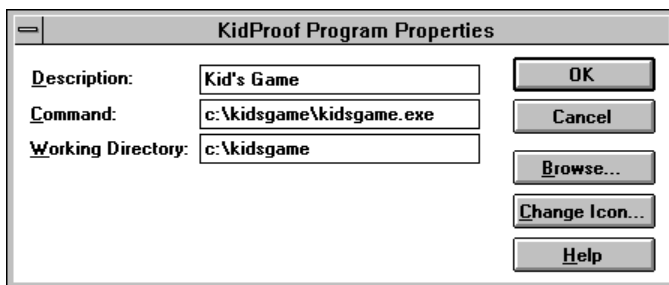 KidProof Program Properties
Description: Kid's Game
Command: c:\kidsgame\kidsgame.exe
Working Directory: c:\kidsgame
OK
Cancel
Browse...
Change Icon...
Help